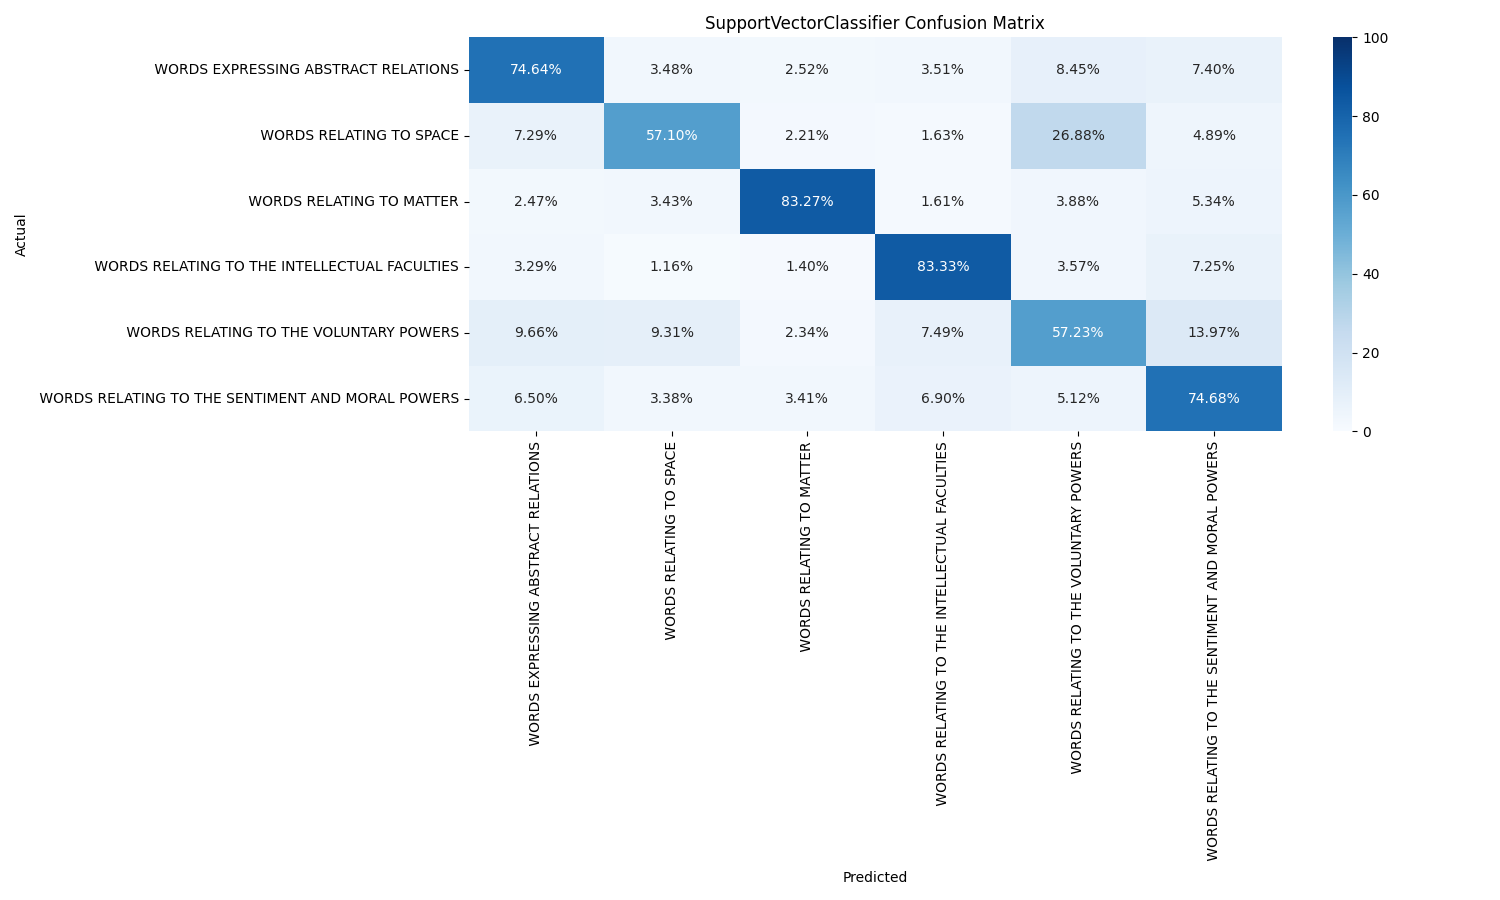 SupportVectorClassifier Confusion Matrix
WORDS EXPRESSING ABSTRACT RELATIONS 74.64% 3.48% 2.52% 3.51% 8.45% 7.40%
WORDS RELATING TO SPACE 7.29% 57.10% 2.21% 1.63% 26.88% 4.89%
WORDS RELATING TO MATTER 2.47% 3.43% 83.27% 1.61% 3.88% 5.34%
WORDS RELATING TO THE INTELLECTUAL FACULTIES 3.29% 1.16% 1.40% 83.33% 3.57% 7.25%
WORDS RELATING TO THE VOLUNTARY POWERS 9.66% 9.31% 2.34% 7.49% 57.23% 13.97%
WORDS RELATING TO THE SENTIMENT AND MORAL POWERS 6.50% 3.38% 3.41% 6.90% 5.12% 74.68%
Actual
WORDS EXPRESSING ABSTRACT RELATIONS
WORDS RELATING TO SPACE
WORDS RELATING TO MATTER
WORDS RELATING TO THE INTELLECTUAL FACULTIES
WORDS RELATING TO THE VOLUNTARY POWERS
WORDS RELATING TO THE SENTIMENT AND MORAL POWERS
Predicted
100
80
60
40
20
0